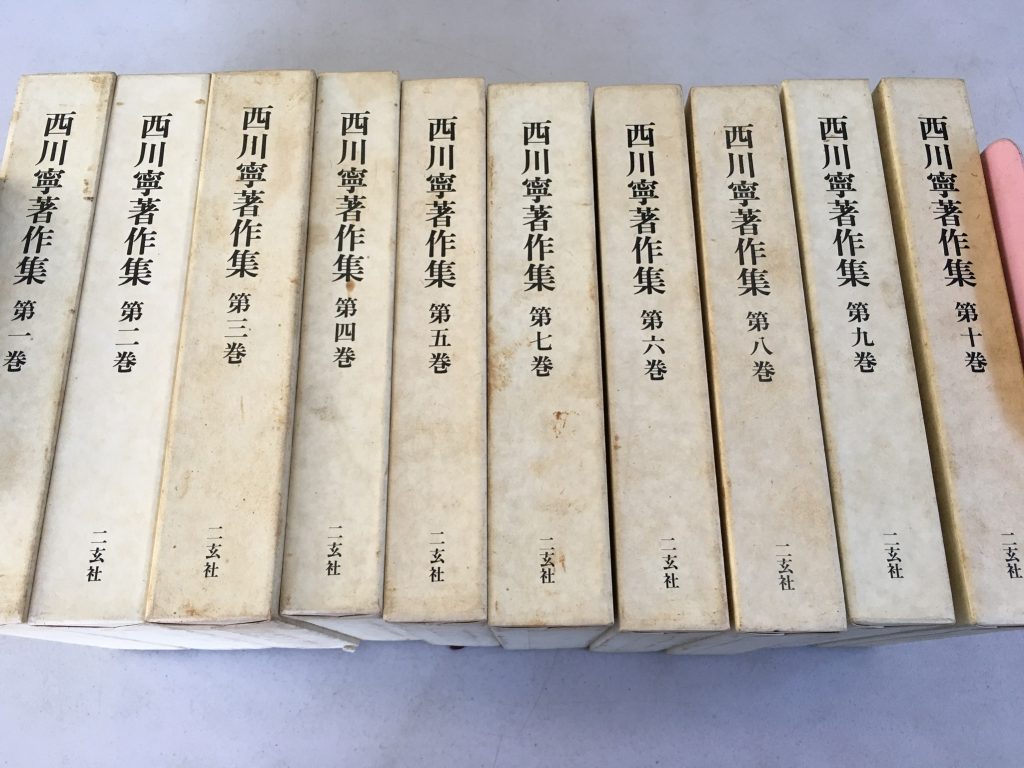 西川寧著作集 第一巻
西川寧著作集 第二巻
二玄社
西川寧著作集 第三巻
二玄社
西川寧著作集 第四巻
二玄社
西川寧著作集 第五巻
二玄社
西川寧著作集 第七巻
二玄社
西川寧著作集 第六巻
二玄社
西川寧著作集 第八巻
二玄社
西川寧著作集 第九巻
二玄社
西川寧著作集 第十巻
二玄社